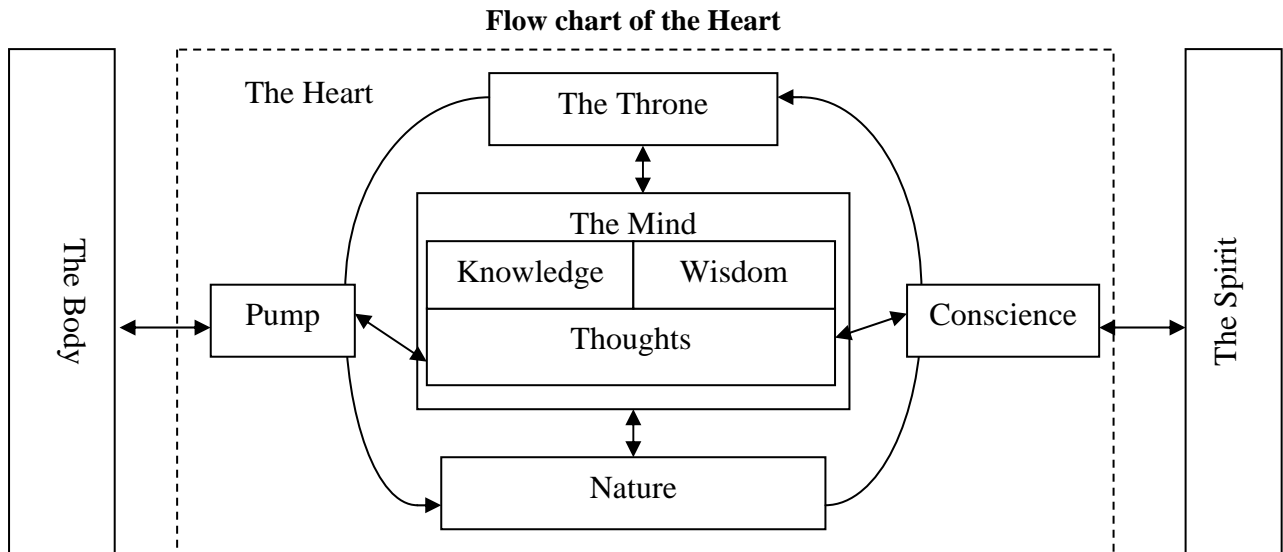 Flow chart of the Heart
The Heart
The Throne
The Mind
Knowledge
Wisdom
Thoughts
Pump
Conscience
Nature
The Body
The Spirit